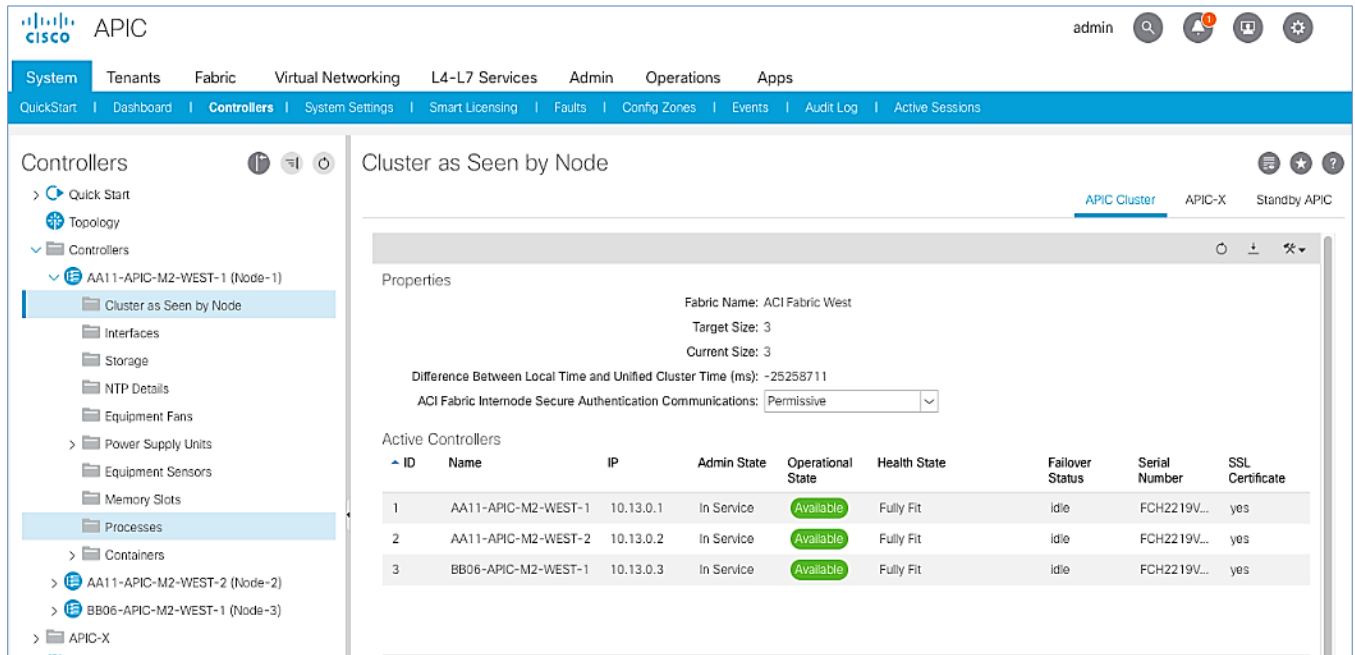 CISCO APIC admin 1
System Tenants Fabric Virtual Networking L4-L7 Services Admin Operations Apps
QuickStart | Dashboard | Controllers | System Settings | Smart Licensing | Faults | Config Zones | Events | Audit Log | Active Sessions
Controllers
Quick Start
Topology
Controllers
AA11-APIC-M2-WEST-1 (Node-1)
Cluster as Seen by Node
Interfaces
Storage
NTP Details
Equipment Fans
Power Supply Units
Equipment Sensors
Memory Slots
Processes
Containers
AA11-APIC-M2-WEST-2 (Node-2)
BB06-APIC-M2-WEST-1 (Node-3)
APIC-X
Cluster as Seen by Node
APIC Cluster APIC-X Standby APIC
Properties
Fabric Name: ACI Fabric West
Target Size: 3
Current Size: 3
Difference Between Local Time and Unified Cluster Time (ms): -25258711
ACI Fabric Internode Secure Authentication Communications: Permissive
Active Controllers
ID Name IP Admin State Operational State Health State Failover Status Serial Number SSL Certificate
1 AA11-APIC-M2-WEST-1 10.13.0.1 In Service Available Fully Fit idle FCH2219V... yes
2 AA11-APIC-M2-WEST-2 10.13.0.2 In Service Available Fully Fit idle FCH2219V... yes
3 BB06-APIC-M2-WEST-1 10.13.0.3 In Service Available Fully Fit idle FCH2219V... yes